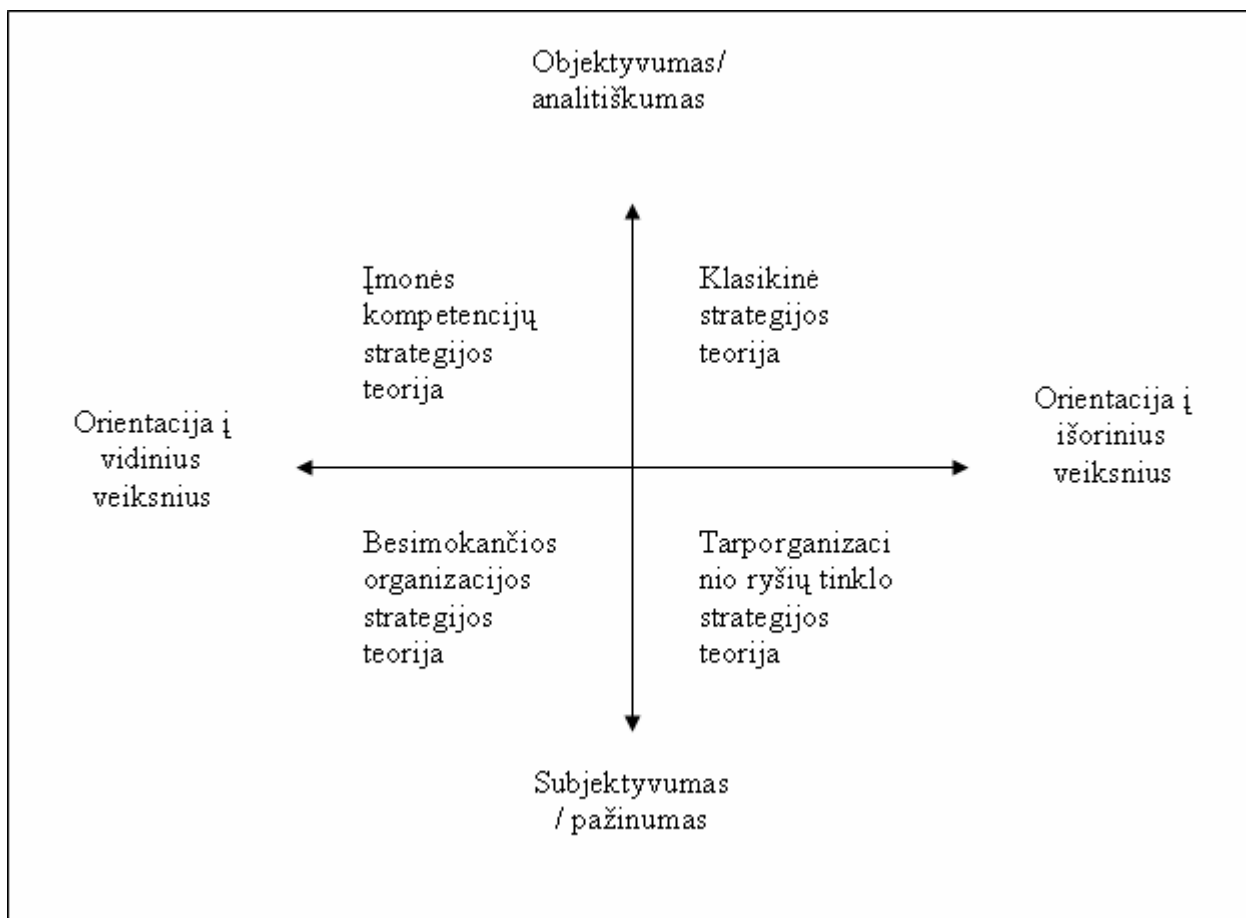 Objektyvumas/
analitiškumas
Įmonės
kompetencijų
strategijos
teorija
Klasikinė
strategijos
teorija
Orientacija į
vidinius
veiksnius
Orientacija į
išorinius
veiksnius
Besimokančios
organizacijos
strategijos
teorija
Tarporganizaci
nio ryšių tinklo
strategijos
teorija
Subjektyvumas
/ pažinumas